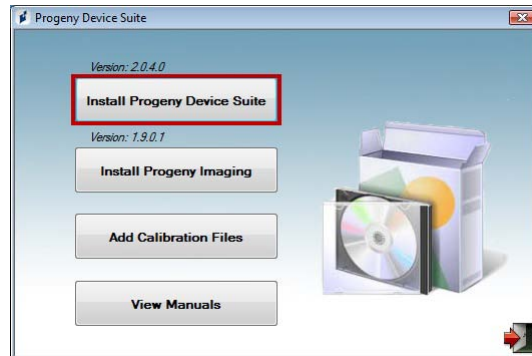 Progeny Device Suite
Version: 2.0.4.0
Install Progeny Device Suite
Version: 1.9.0.1
Install Progeny Imaging
Add Calibration Files
View Manuals